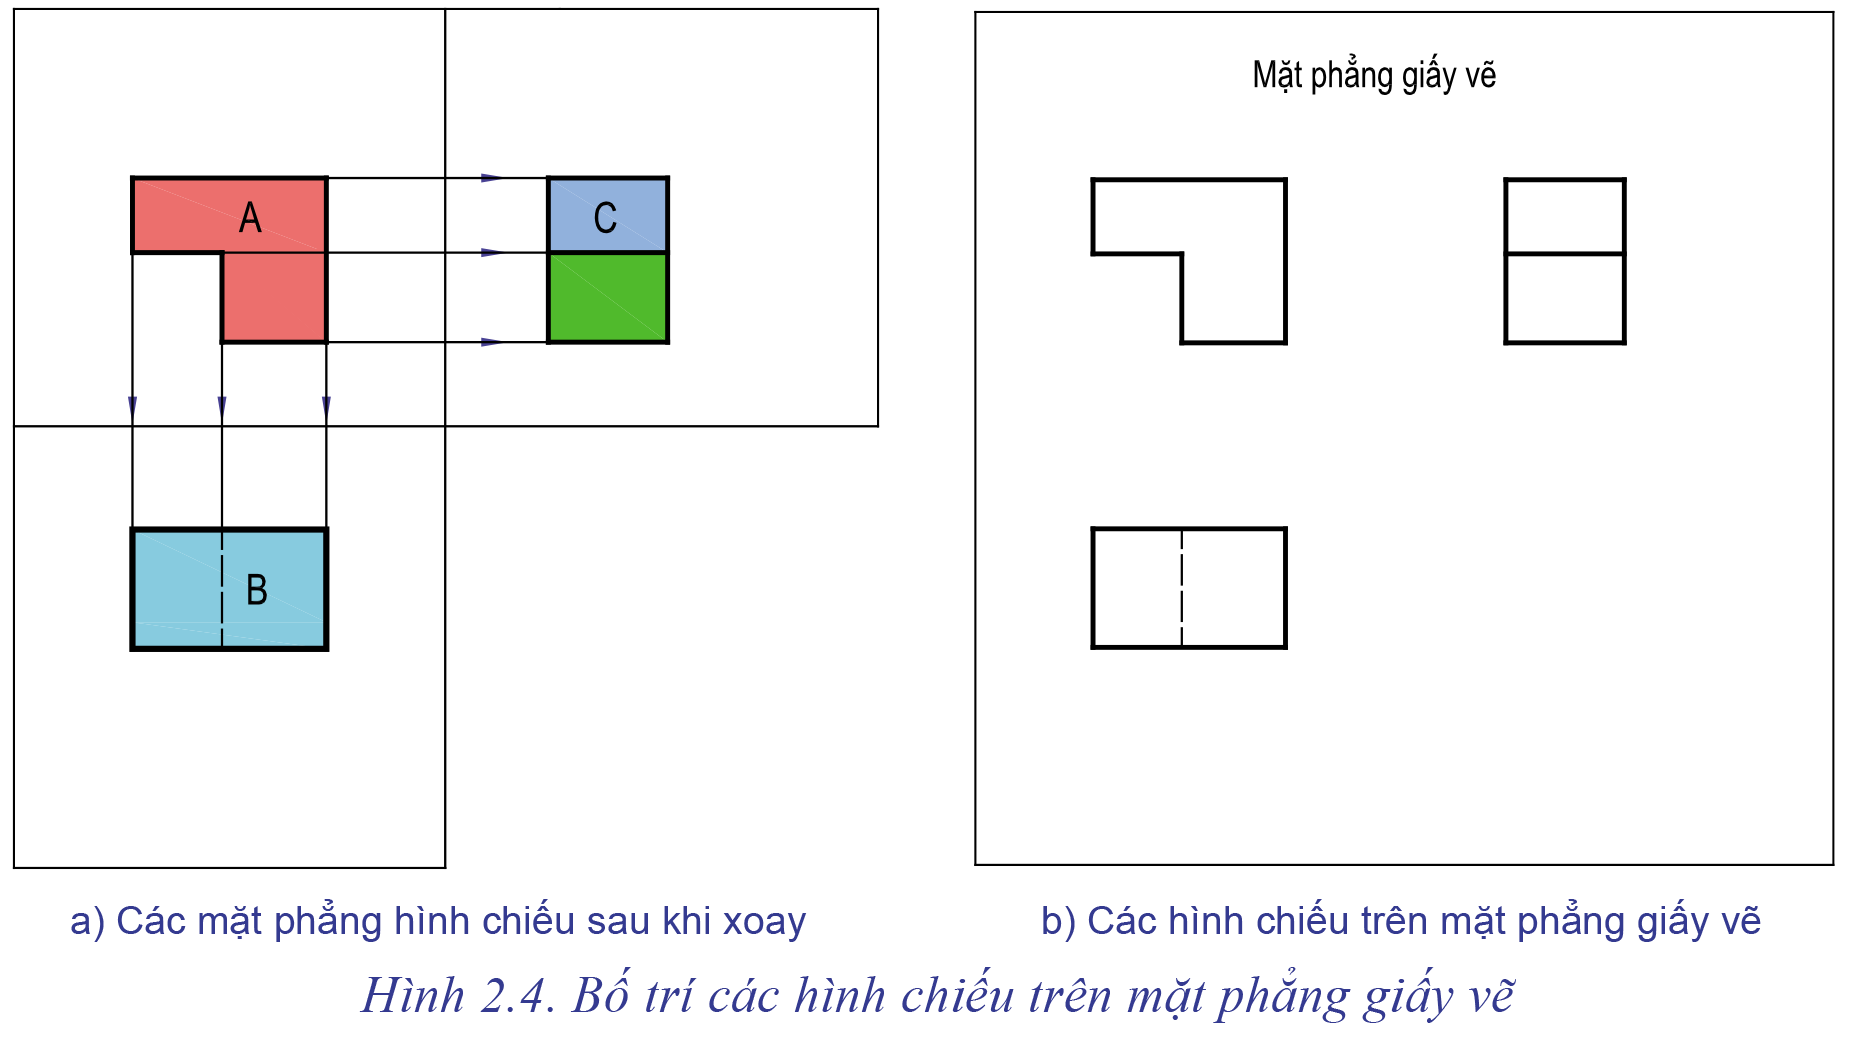 Mặt phẳng giấy vẽ
A
C
B
a) Các mặt phẳng hình chiếu sau khi xoay
b) Các hình chiếu trên mặt phẳng giấy vẽ
Hình 2.4. Bố trí các hình chiếu trên mặt phẳng giấy vẽ